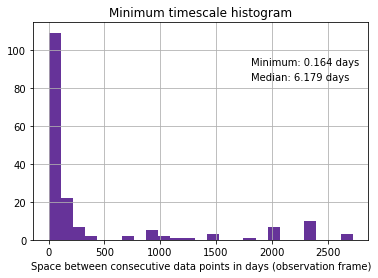 Minimum timescale histogram
100
80
60
40
20
0
Minimum: 0.164 days
Median: 6.179 days
0 500 1000 1500 2000 2500
Space between consecutive data points in days (observation frame)